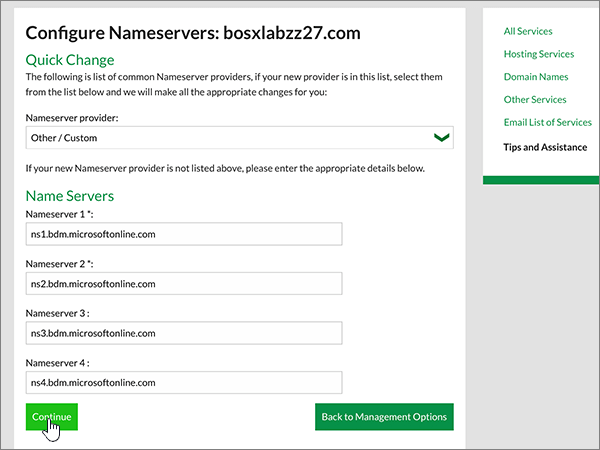 Configure Nameservers: bosxlabzz27.com
Quick Change
The following is list of common Nameserver providers, if your new provider is in this list, select them
from the list below and we will make all the appropriate changes for you:
Nameserver provider:
Other / Custom
If your new Nameserver provider is not listed above, please enter the appropriate details below.
Name Servers
Nameserver 1 *:
ns1.bdm.microsoftonline.com
Nameserver 2 *:
ns2.bdm.microsoftonline.com
Nameserver 3 :
ns3.bdm.microsoftonline.com
Nameserver 4 :
ns4.bdm.microsoftonline.com
Continue
Back to Management Options
All Services
Hosting Services
Domain Names
Other Services
Email List of Services
Tips and Assistance